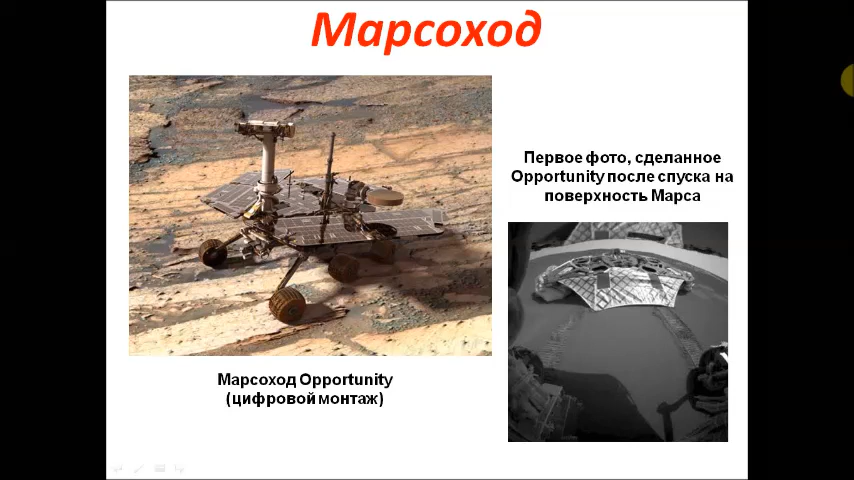 Марсоход
Первое фото, сделанное
Opportunity после спуска на
поверхность Марса
Марсоход Opportunity
(цифровой монтаж)